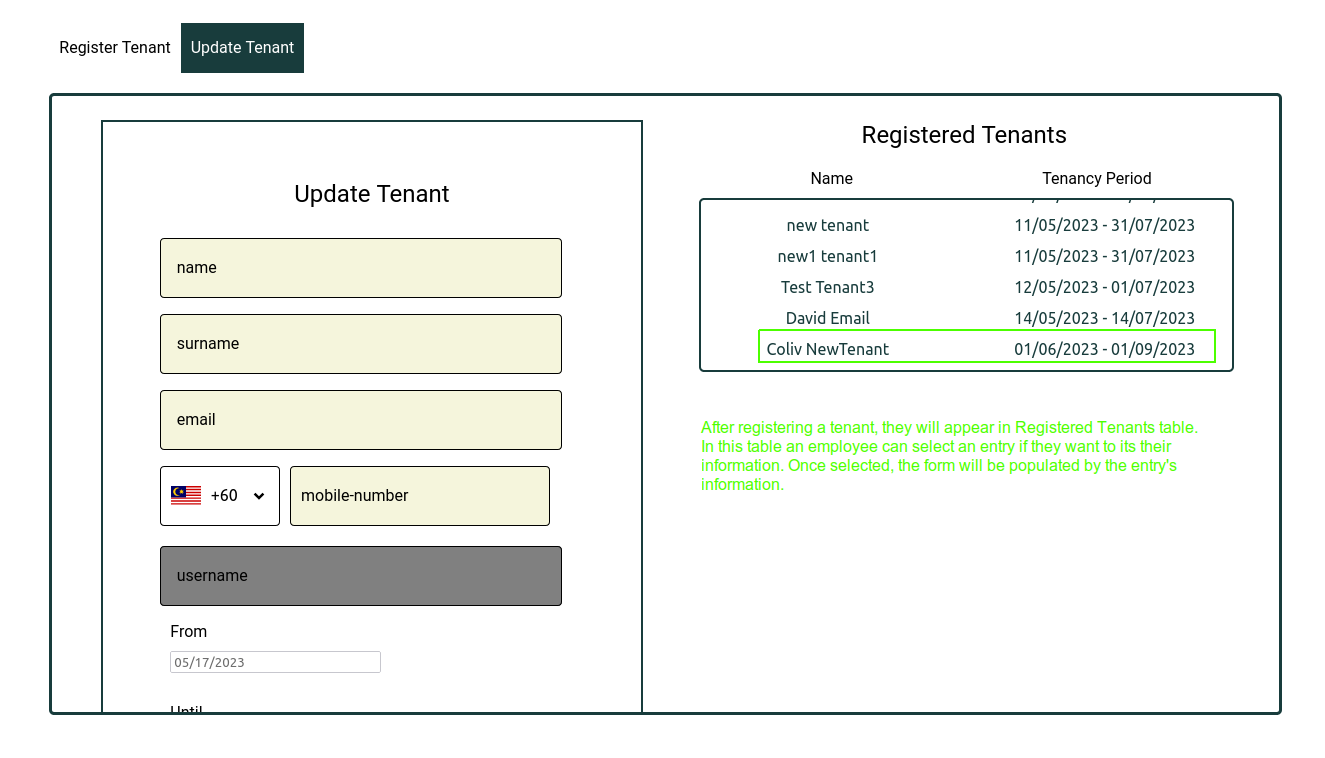 Register Tenant Update Tenant
Update Tenant
name
surname
email
+60 mobile-number
username
From
05/17/2023
Until
Registered Tenants
Name Tenancy Period
new tenant 11/05/2023 - 31/07/2023
new1 tenant1 11/05/2023 - 31/07/2023
Test Tenant3 12/05/2023 - 01/07/2023
David Email 14/05/2023 - 14/07/2023
Coliv NewTenant 01/06/2023 - 01/09/2023
After registering a tenant, they will appear in Registered Tenants table.
In this table an employee can select an entry if they want to its their
information. Once selected, the form will be populated by the entry's
information.